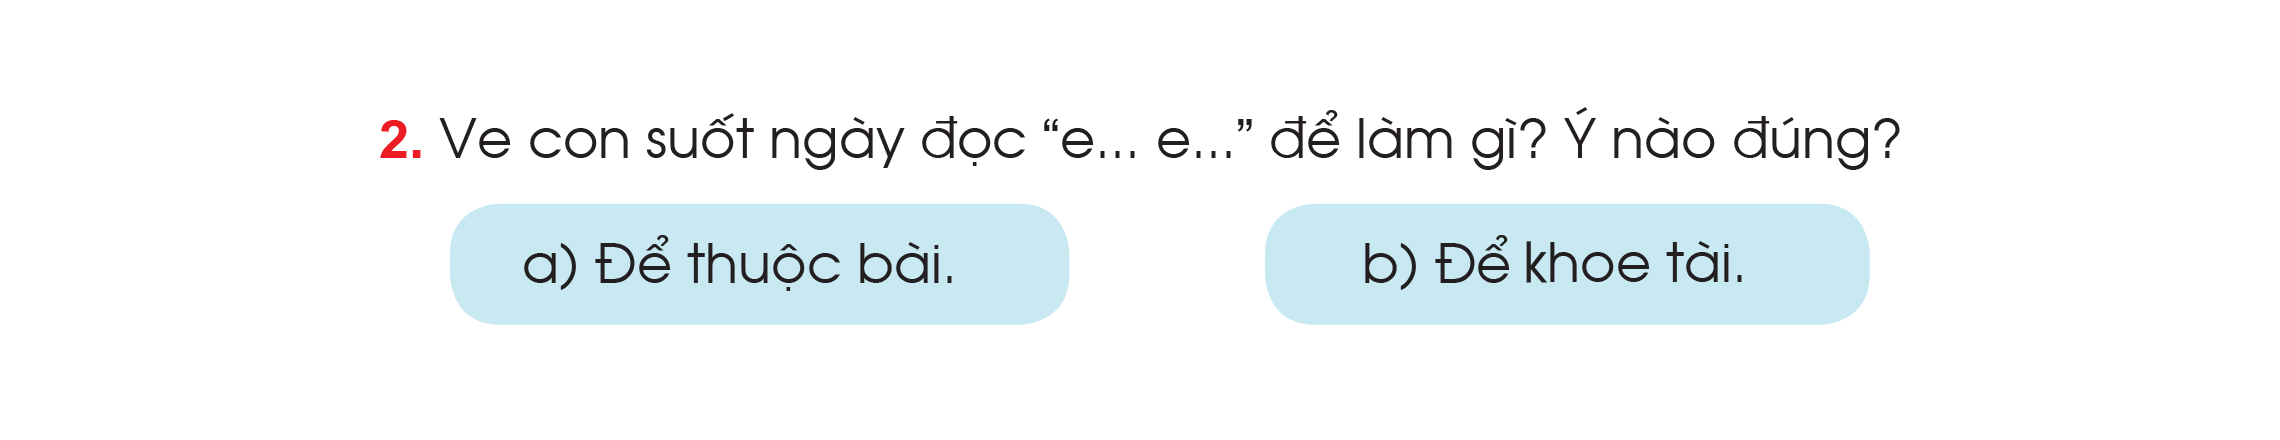 2. Ve con suốt ngày đọc “e... e...” để làm gì? Ý nào đúng?
a) Để thuộc bài.
b) Để khoe tài.